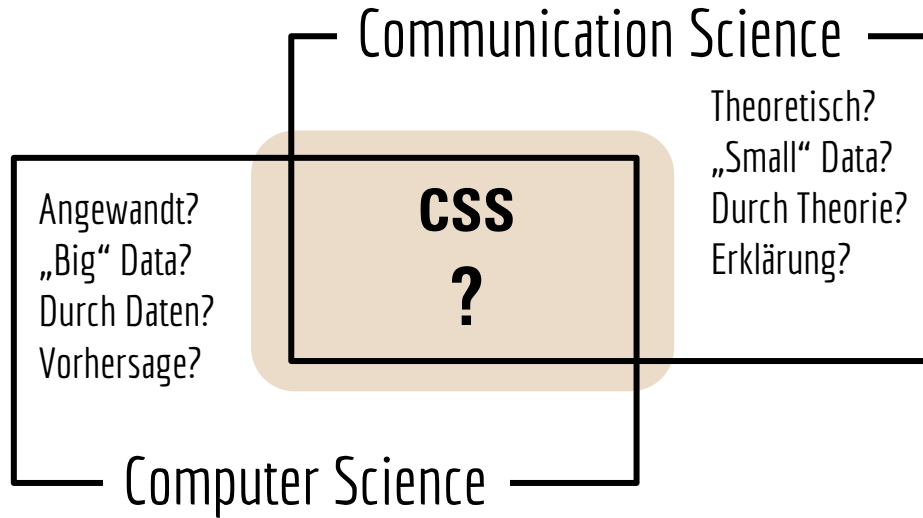 Communication Science
Theoretisch?
„Small“ Data?
Durch Theorie?
Erklärung?
CSS
?
Angewandt?
„Big“ Data?
Durch Daten?
Vorhersage?
Computer Science